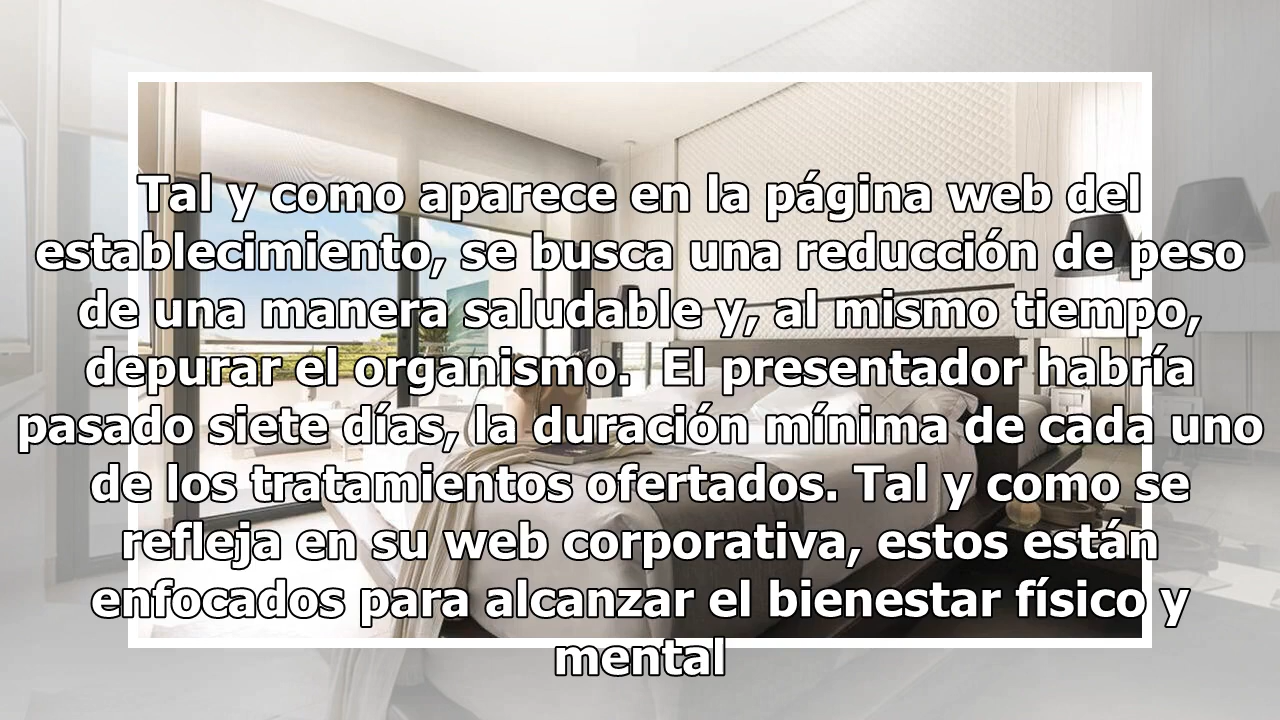 Tal y como aparece en la página web del
establecimiento, se busca una reducción de peso
de una manera saludable y, al mismo tiempo,
depurar el organismo.  El presentador habría
pasado siete días, la duración mínima de cada uno
de los tratamientos ofertados. Tal y como se
refleja en su web corporativa, estos están
enfocados para alcanzar el bienestar físico y
mental